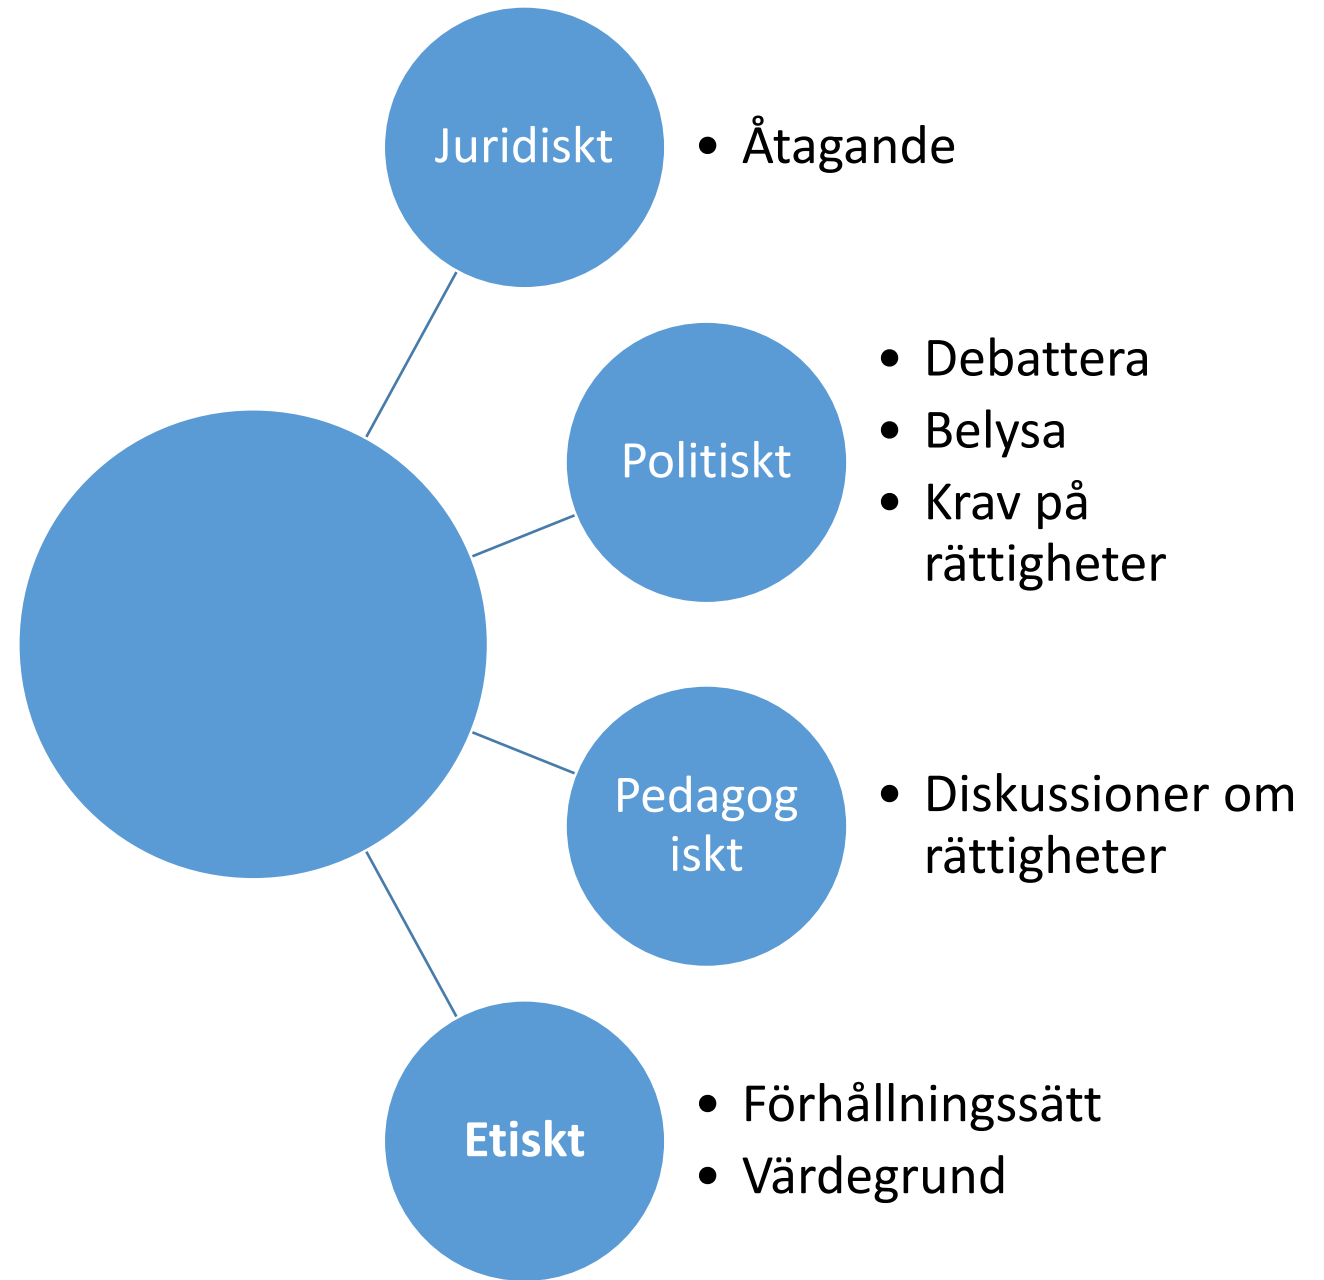 Juridiskt
• Åtagande
Politiskt
• Debattera
• Belysa
• Krav på
rättigheter
Pedagog
iskt
• Diskussioner om
rättigheter
Etiskt
• Förhållningssätt
• Värdegrund